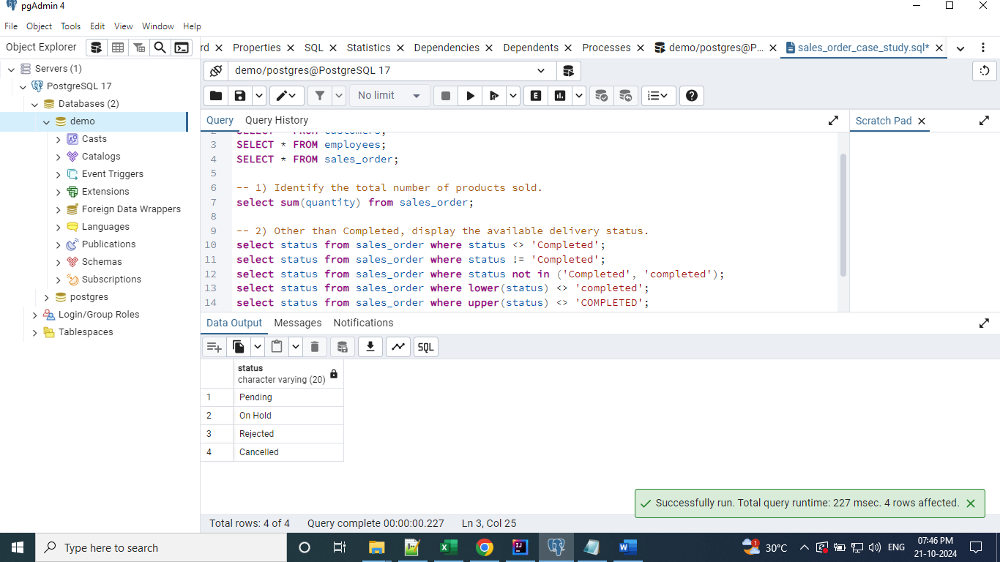 pgAdmin 4
File Object Tools Edit View Window Help
Object Explorer
rd Properties SQL Statistics Dependencies Dependents Processes demo/postgres@P... sales_order_case_study.sql*
Servers (1)
PostgreSQL 17
Databases (2)
demo
Casts
Catalogs
Event Triggers
Extensions
Foreign Data Wrappers
Languages
Publications
Schemas
Subscriptions
postgres
Login/Group Roles
Tablespaces
demo/postgres@PostgreSQL 17
No limit
E
Query Query History
Scratch Pad
2 SELECT * FROM customers;
3 SELECT * FROM employees;
4 SELECT * FROM sales_order;
5
6 -- 1) Identify the total number of products sold.
7 select sum(quantity) from sales_order;
8
9 -- 2) Other than Completed, display the available delivery status.
10 select status from sales_order where status <> 'Completed';
11 select status from sales_order where status != 'Completed';
12 select status from sales_order where status not in ('Completed', 'completed');
13 select status from sales_order where lower(status) <> 'completed';
14 select status from sales_order where upper(status) <> 'COMPLETED';
Data Output Messages Notifications
SQL
status
character varying (20)
1 Pending
2 On Hold
3 Rejected
4 Cancelled
Successfully run. Total query runtime: 227 msec. 4 rows affected.
Total rows: 4 of 4 Query complete 00:00:00.227 Ln 3, Col 25
Type here to search
1
30°C
ENG
07:46 PM
21-10-2024